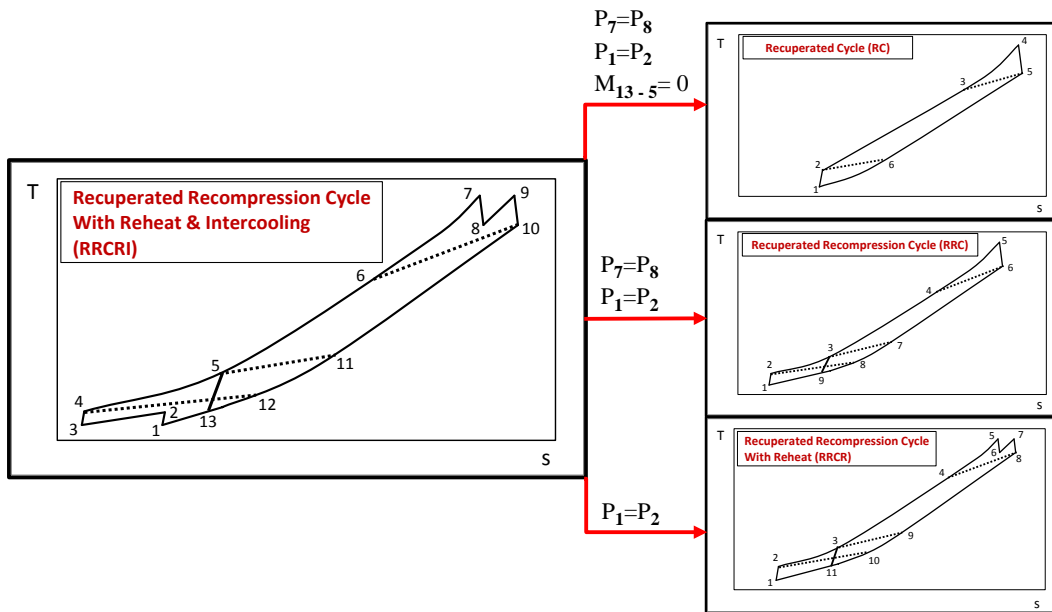 T
Recuperated Recompression Cycle
With Reheat & Intercooling
(RRCRI)
7
9
8
10
6
5
11
4
2
12
3
1
13
s
P7=P8
P1=P2
M13 - 5= 0
P7=P8
P1=P2
P1=P2
T
Recuperated Cycle (RC)
4
5
3
2
6
1
s
T
Recuperated Recompression Cycle (RRC)
5
6
4
3
7
2
8
1
9
s
T
Recuperated Recompression Cycle
With Reheat (RRCR)
5
7
6
8
4
3
9
2
10
1
11
s